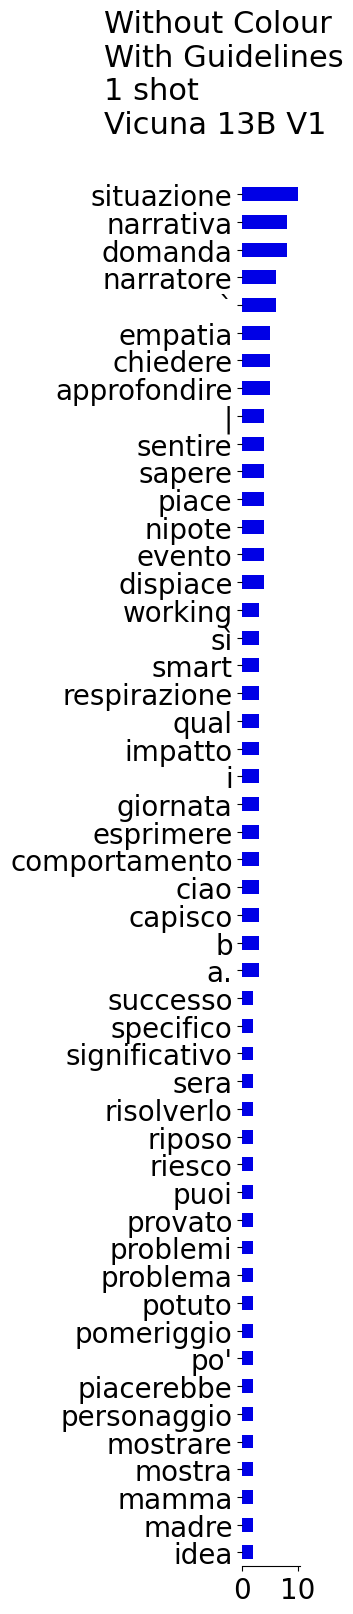 Without Colour
With Guidelines
1 shot
Vicuna 13B V1
situazione
narrativa
domanda
narratore
`
empatia
chiedere
approfondire
|
sentire
sapere
piace
nipote
evento
dispiace
working
sì
smart
respirazione
qual
impatto
i
giornata
esprimere
comportamento
ciao
capisco
b
a.
successo
specifico
significativo
sera
risolverlo
riposo
riesco
puoi
provato
problemi
problema
potuto
pomeriggio
po'
piacerebbe
personaggio
mostrare
mostra
mamma
madre
idea
0 10